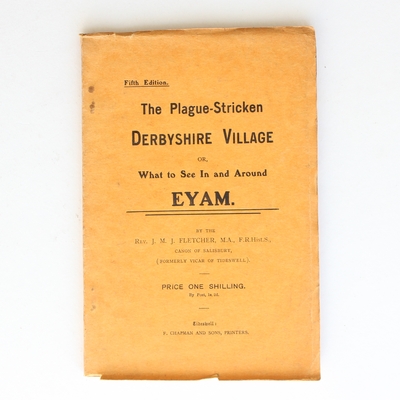 Fifth Edition.
The Plague-Stricken
DERBYSHIRE VILLAGE
OR,
What to See In and Around
EYAM.
BY THE
REV. J. M. J. FLETCHER, M.A., F.R.HIST.S.,
CANON OF SALISBURY,
(FORMERLY VICAR OF TIDESWELL).
PRICE ONE SHILLING.
By Post, 1s. 1d.
Tideswell:
CHAPMAN AND SONS, PRINTERS.